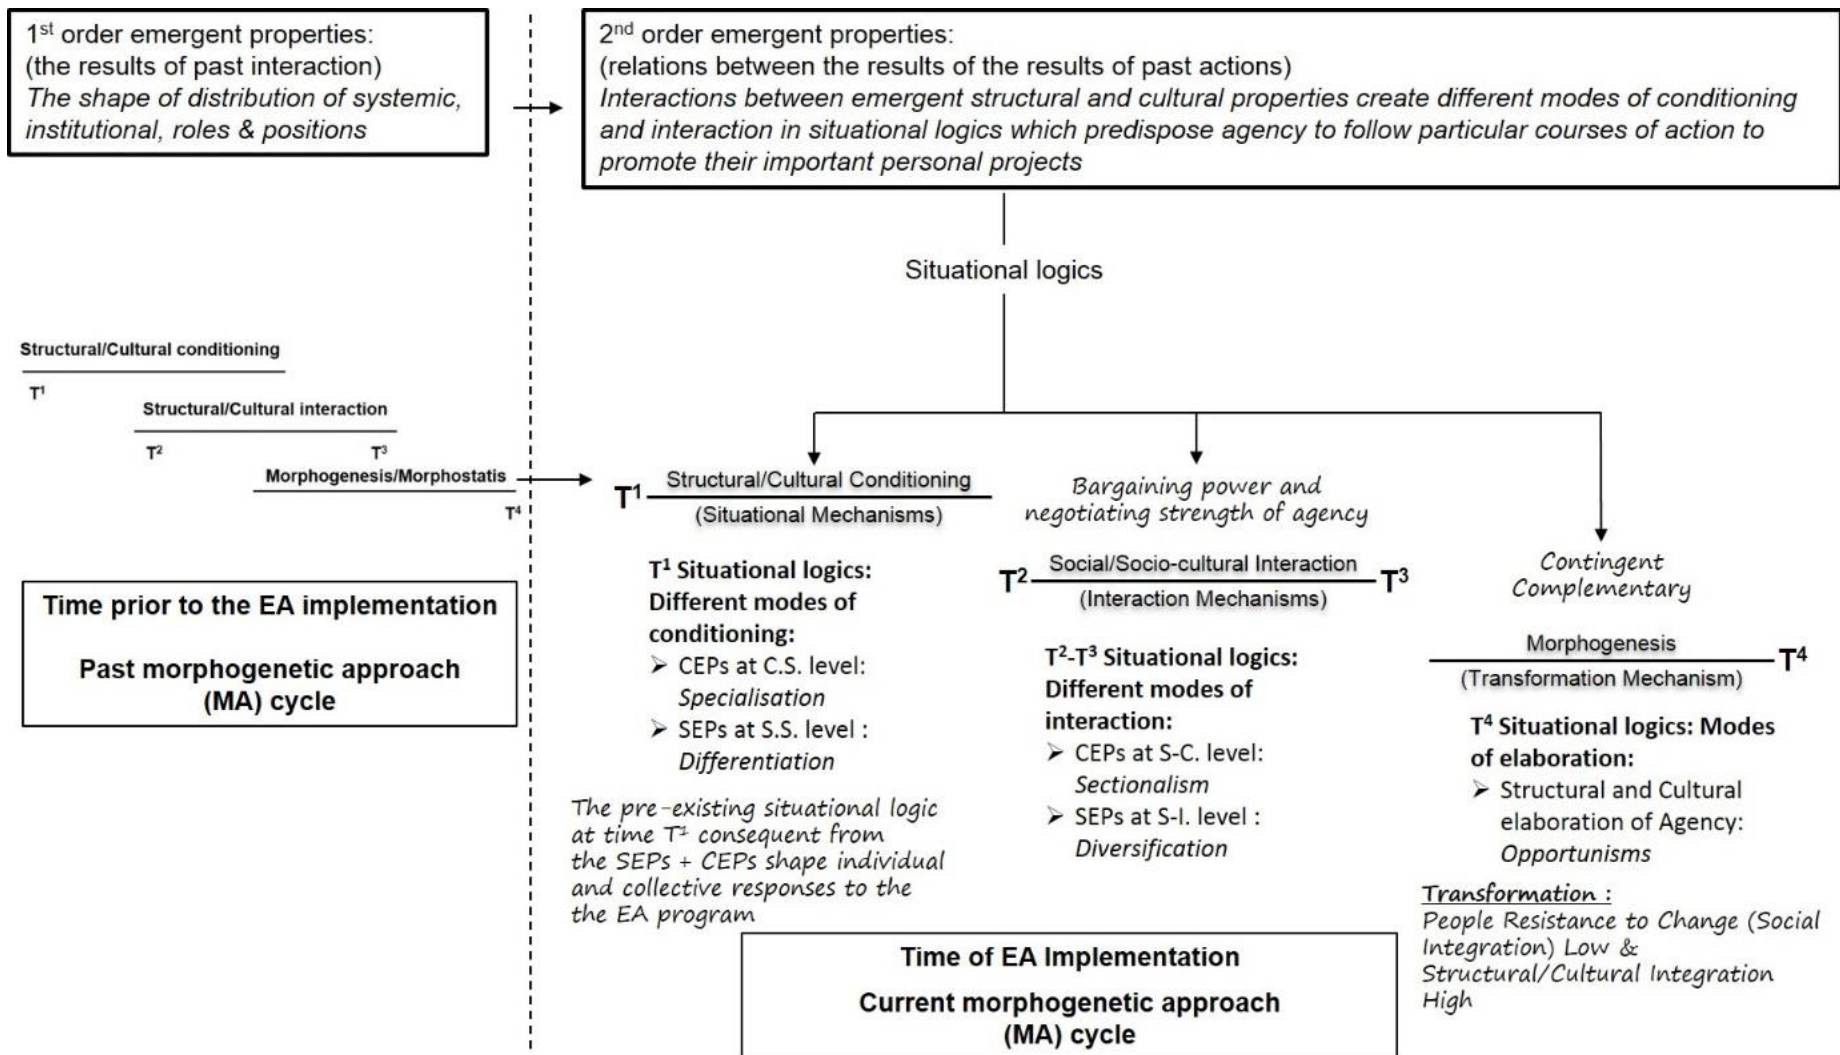 1st order emergent properties:
(the results of past interaction)
The shape of distribution of systemic,
institutional, roles & positions
2nd order emergent properties:
(relations between the results of the results of past actions)
Interactions between emergent structural and cultural properties create different modes of conditioning
and interaction in situational logics which predispose agency to follow particular courses of action to
promote their important personal projects
Situational logics
Structural/Cultural conditioning
T1
Structural/Cultural interaction
T2 T3
Morphogenesis/Morphostatis
T4
Time prior to the EA implementation
Past morphogenetic approach
(MA) cycle
T1
Structural/Cultural Conditioning
(Situational Mechanisms)
T1 Situational logics:
Different modes of
conditioning:
➢ CEPs at C.S. level:
Specialisation
➢ SEPs at S.S. level :
Differentiation
The pre-existing situational logic
at time T1 consequent from
the SEPs + CEPs shape individual
and collective responses to the
the EA program
Bargaining power and
negotiating strength of agency
T2 Social/Socio-cultural Interaction T3
(Interaction Mechanisms)
T2-T3 Situational logics:
Different modes of
interaction:
➢ CEPs at S-C. level:
Sectionalism
➢ SEPs at S-I. level :
Diversification
Contingent
Complementary
Morphogenesis
T4
(Transformation Mechanism)
T4 Situational logics: Modes
of elaboration:
➢ Structural and Cultural
elaboration of Agency:
Opportunisms
Transformation :
People Resistance to Change (Social
Integration) Low &
Structural/Cultural Integration
High
Time of EA Implementation
Current morphogenetic approach
(MA) cycle